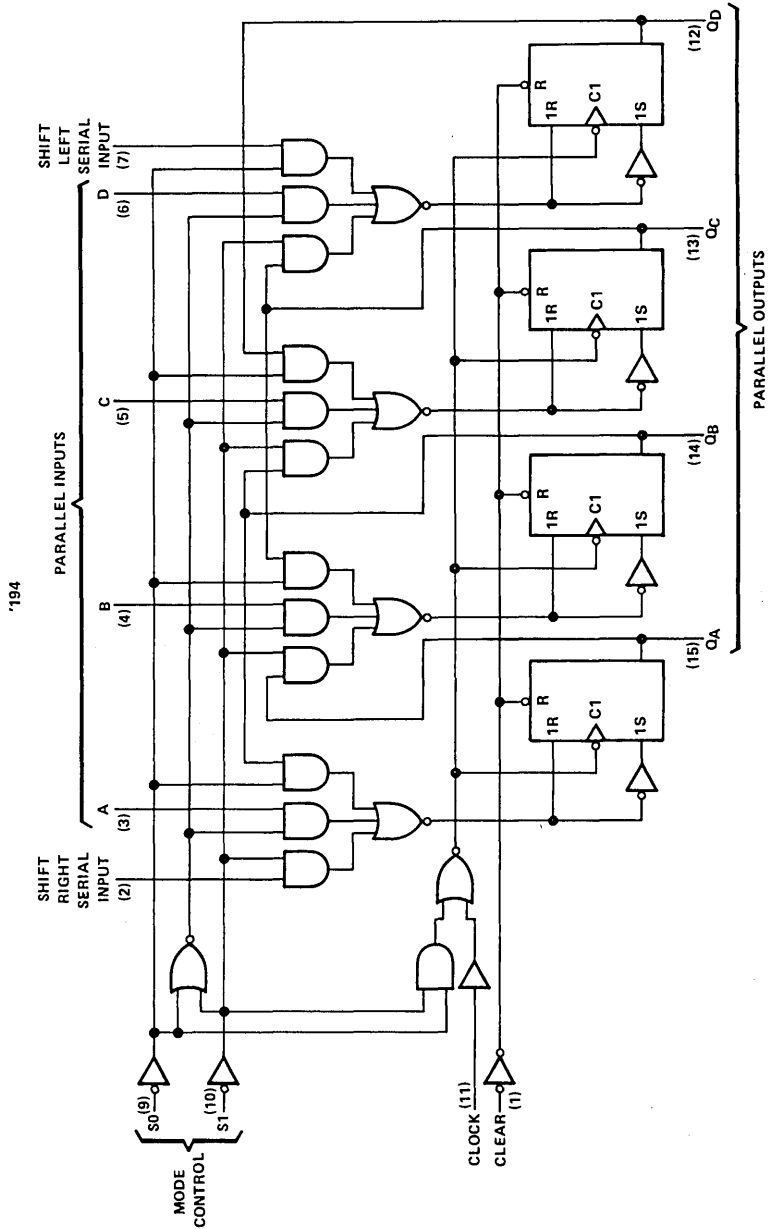 '194
PARALLEL INPUTS
SHIFT
RIGHT
SERIAL
INPUT
(2)
A
(3)
B
(4)
C
(5)
D
(6)
SHIFT
LEFT
SERIAL
INPUT
(7)
MODE
CONTROL
S0
(9)
S1
(10)
CLOCK
(11)
CLEAR
(1)
1R
R
C1
1S
1R
R
C1
1S
1R
R
C1
1S
1R
R
C1
1S
(15)
QA
(14)
QB
(13)
QC
(12)
QD
PARALLEL OUTPUTS